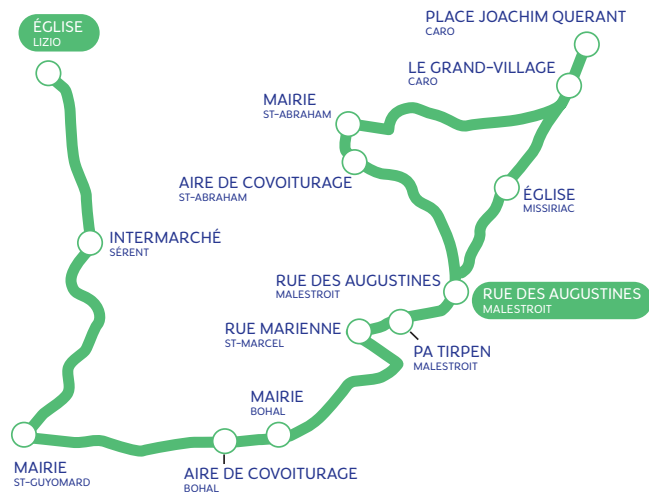 ÉGLISE
LIZIO
PLACE JOACHIM QUERANT
CARO
LE GRAND-VILLAGE
CARO
MAIRIE
ST-ABRAHAM
AIRE DE COVOITURAGE
ST-ABRAHAM
ÉGLISE
MISSIRIAC
INTERMARCHÉ
SÉRENT
RUE DES AUGUSTINES
MALESTROIT
RUE DES AUGUSTINES
MALESTROIT
RUE MARIENNE
ST-MARCEL
PA TIRPEN
MALESTROIT
MAIRIE
BOHAL
MAIRIE
ST-GUYOMARD
AIRE DE COVOITURAGE
BOHAL